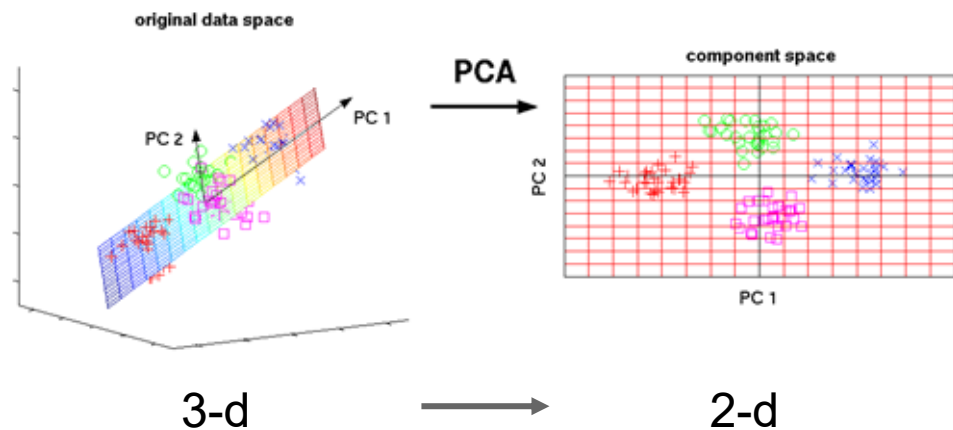 original data space
PC 2
PC 1
PCA
component space
PC 2
PC 1
3-d
2-d